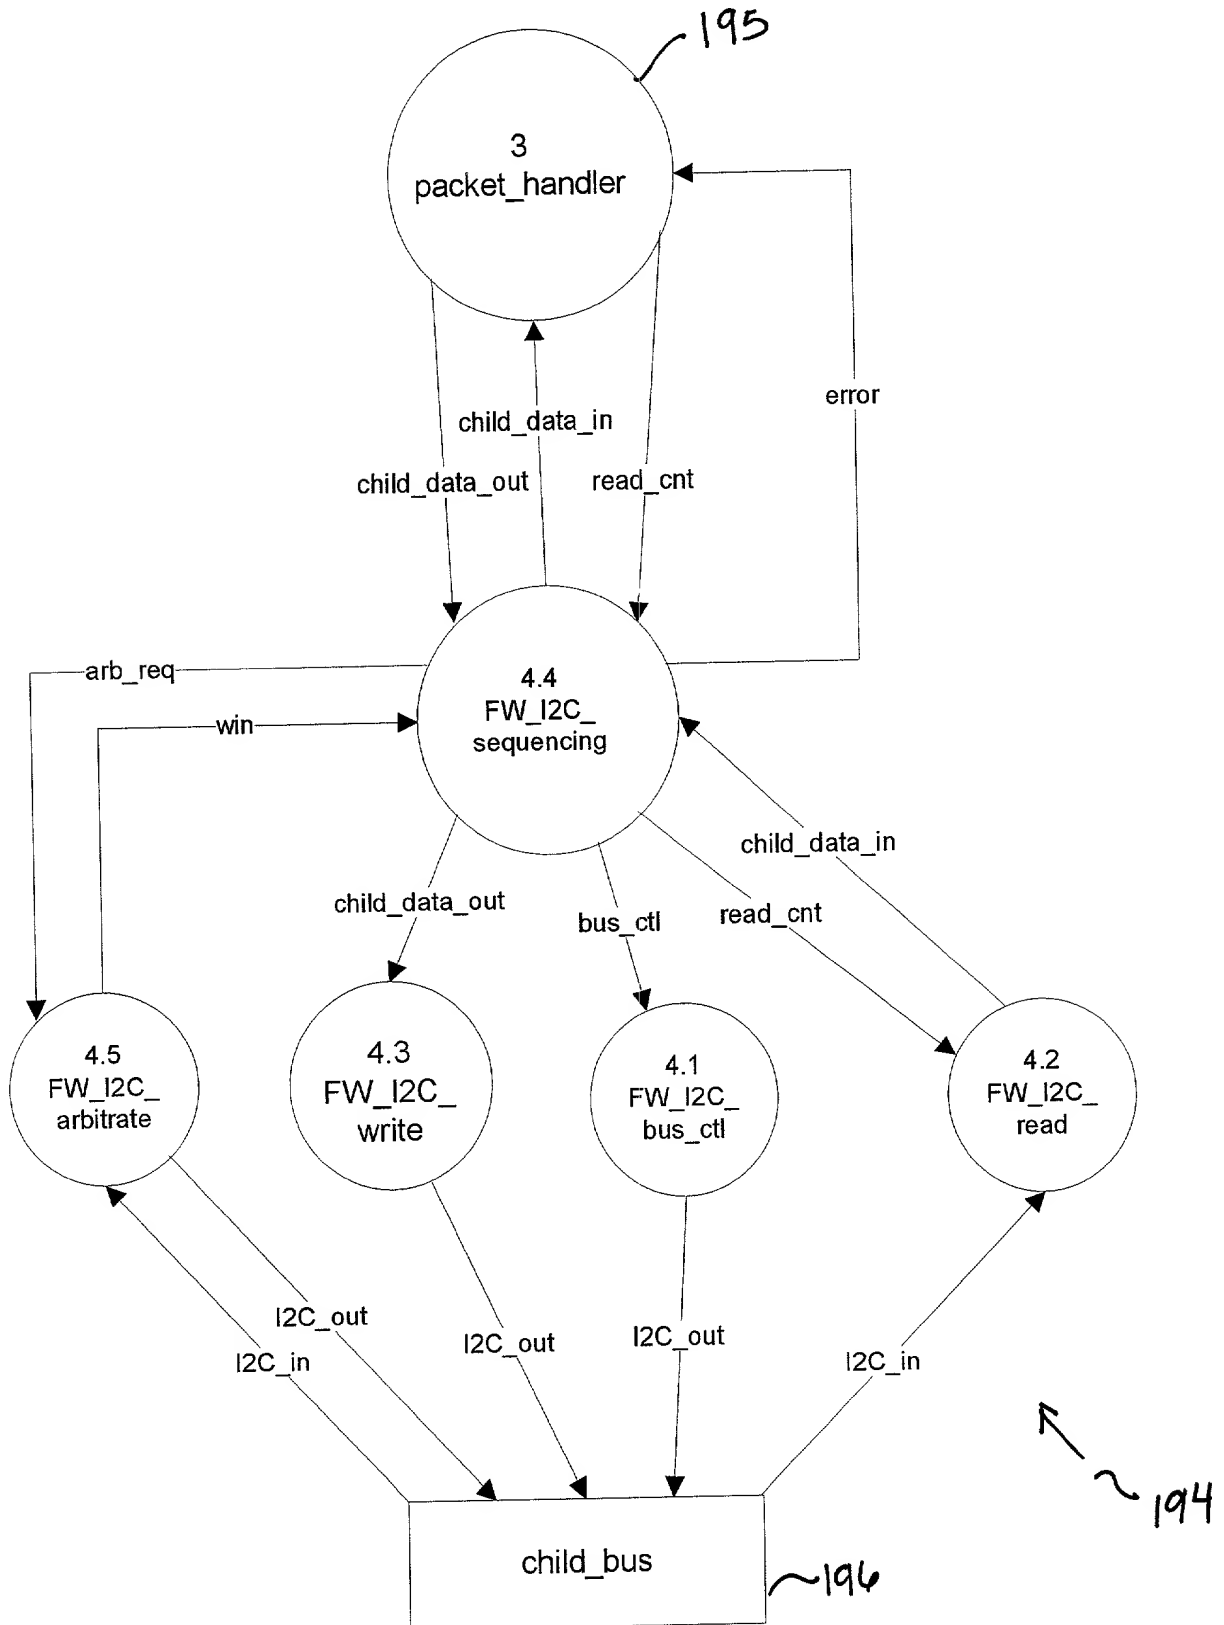 195
3
packet_handler
error
child_data_in
child_data_out
read_cnt
arb_req
win
4.4
FW_I2C_
sequencing
child_data_in
child_data_out
bus_ctl
read_cnt
4.5
FW_I2C_
arbitrate
4.3
FW_I2C_
write
4.1
FW_I2C_
bus_ctl
4.2
FW_I2C_
read
I2C_out
I2C_in
I2C_out
I2C_out
I2C_in
194
child_bus
196